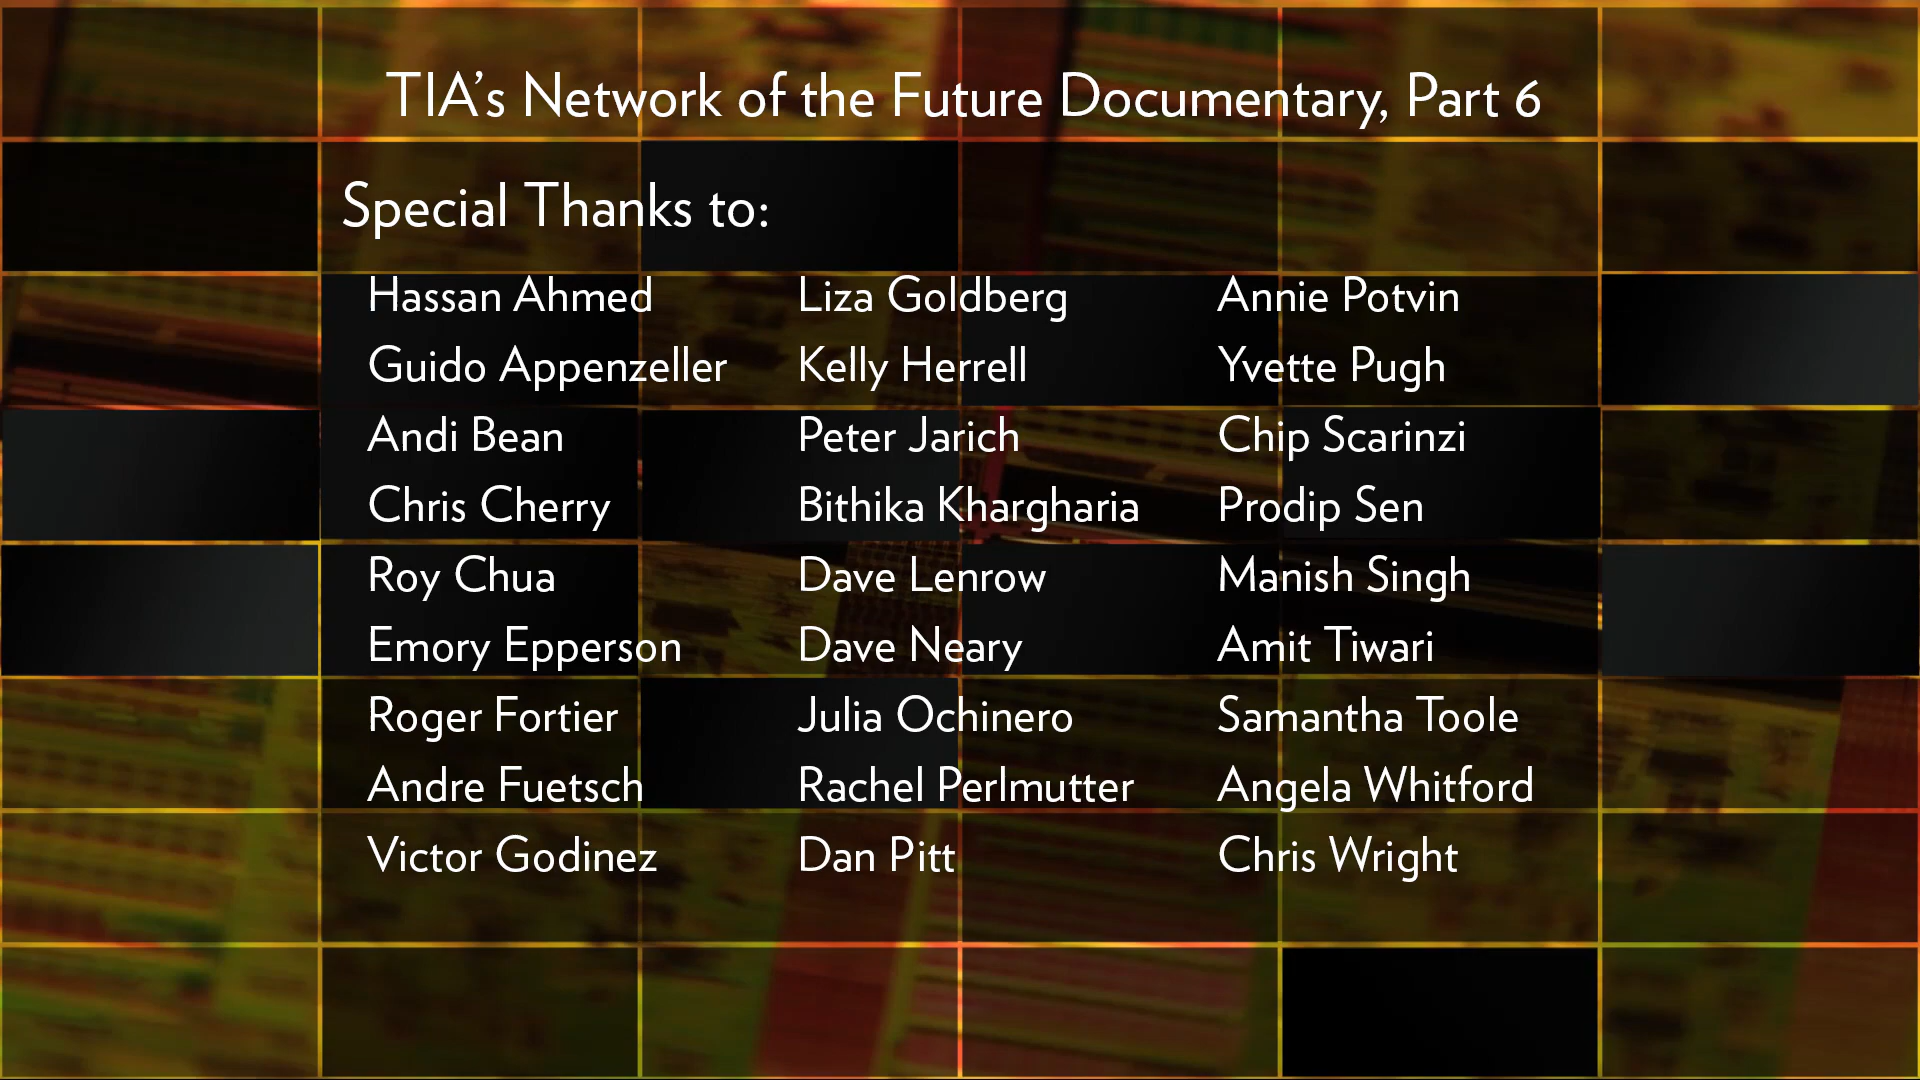 TIA's Network of the Future Documentary, Part 6
Special Thanks to:
Hassan Ahmed
Guido Appenzeller
Andi Bean
Chris Cherry
Roy Chua
Emory Epperson
Roger Fortier
Andre Fuetsch
Victor Godinez
Liza Goldberg
Kelly Herrell
Peter Jarich
Bithika Khargharia
Dave Lenrow
Dave Neary
Julia Ochinero
Rachel Perlmutter
Dan Pitt
Annie Potvin
Yvette Pugh
Chip Scarinzi
Prodip Sen
Manish Singh
Amit Tiwari
Samantha Toole
Angela Whitford
Chris Wright